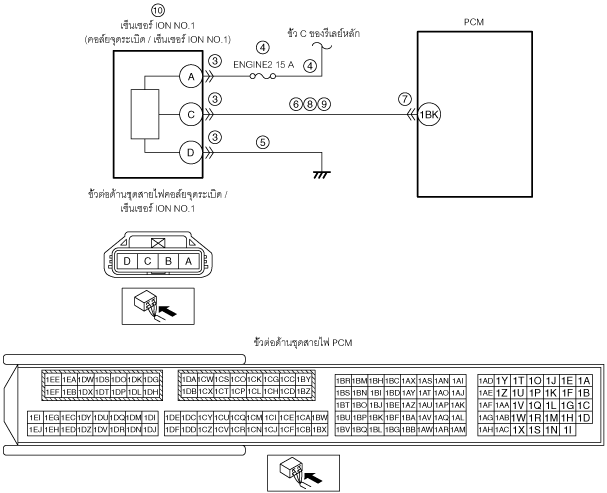 10
เซ็นเซอร์ ION NO.1
(คอล์ยจุดระเบิด / เซ็นเซอร์ ION NO.1)
ขั้ว C ของรีเลย์หลัก
PCM
4
3
ENGINE2 15 A
4
A
3
6 8 9
7
C
1BK
3
5
D
ขั้วต่อด้านชุดสายไฟคอล์ยจุดระเบิด /
เซ็นเซอร์ ION NO.1
D C B A
ขั้วต่อด้านชุดสายไฟ PCM
1EE 1EA 1DW 1DS 1DO 1DK 1DG
1EF 1EB 1DX 1DT 1DP 1DL 1DH
1EI 1EG 1EC 1DY 1DU 1DQ 1DM 1DI
1EJ 1EH 1ED 1DZ 1DV 1DR 1DN 1DJ
1DA 1CW 1CS 1CO 1CK 1CG 1CC 1BY
1DB 1CX 1CT 1CP 1CL 1CH 1CD 1BZ
1DE 1DC 1CY 1CU 1CQ 1CM 1CI 1CE 1CA 1BW
1DF 1DD 1CZ 1CV 1CR 1CN 1CJ 1CF 1CB 1BX
1BR 1BM 1BH 1BC 1AX 1AS 1AN 1AI
1BS 1BN 1BI 1BD 1AY 1AT 1AO 1AJ
1BT 1BO 1BJ 1BE 1AZ 1AU 1AP 1AK
1BU 1BP 1BK 1BF 1BA 1AV 1AQ 1AL
1BV 1BQ 1BL 1BG 1BB 1AW 1AR 1AM
1AD 1Y 1T 1O 1J 1E 1A
1AE 1Z 1U 1P 1K 1F 1B
1AF 1AA 1V 1Q 1L 1G 1C
1AG 1AB 1W 1R 1M 1H 1D
1AH 1AC 1X 1S 1N 1I